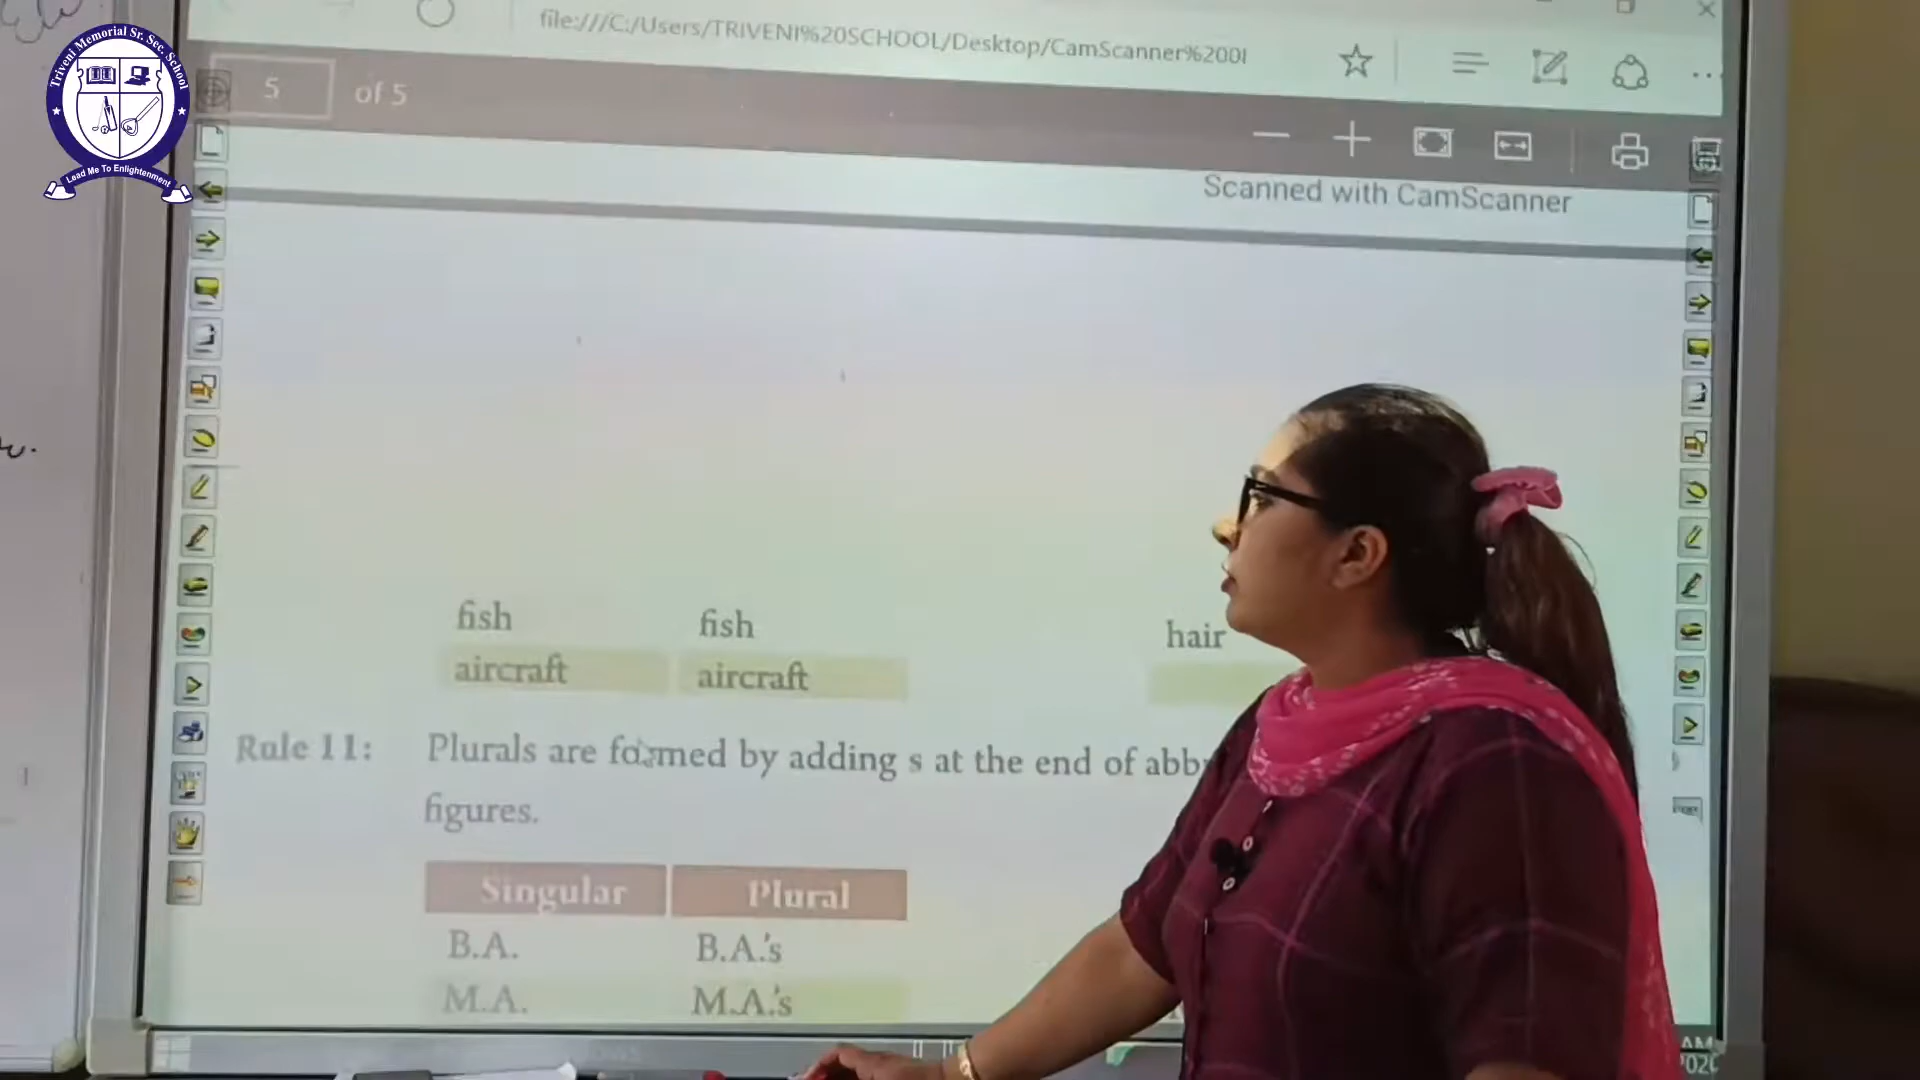 Triveni Memorial Sr. Sec. School
Lead Me To Enlightenment
file:///C:/Users/TRIVENI%20SCHOOL/Desktop/CamScanner%200
5 of 5
Scanned with CamScanner
fish fish hair
aircraft aircraft
Rule 11: Plurals are formed by adding s at the end of
figures.
Singular Plural
B.A. B.A.'s
M.A. M.A.'s
AM